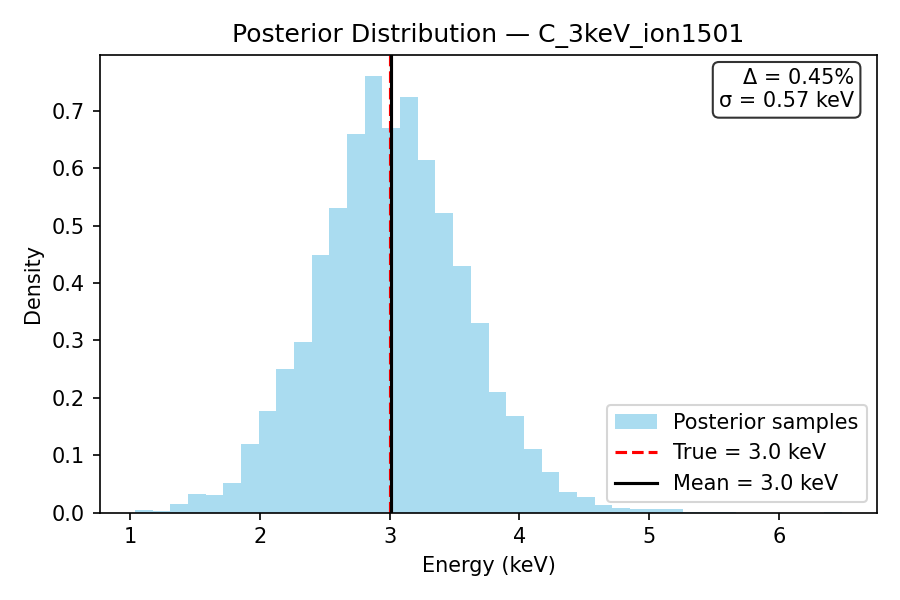 Posterior Distribution — C_3keV_ion1501
Δ = 0.45%
σ = 0.57 keV
0.7
0.6
0.5
0.4
0.3
0.2
0.1
0.0
Density
Posterior samples
True = 3.0 keV
Mean = 3.0 keV
1 2 3 4 5 6
Energy (keV)